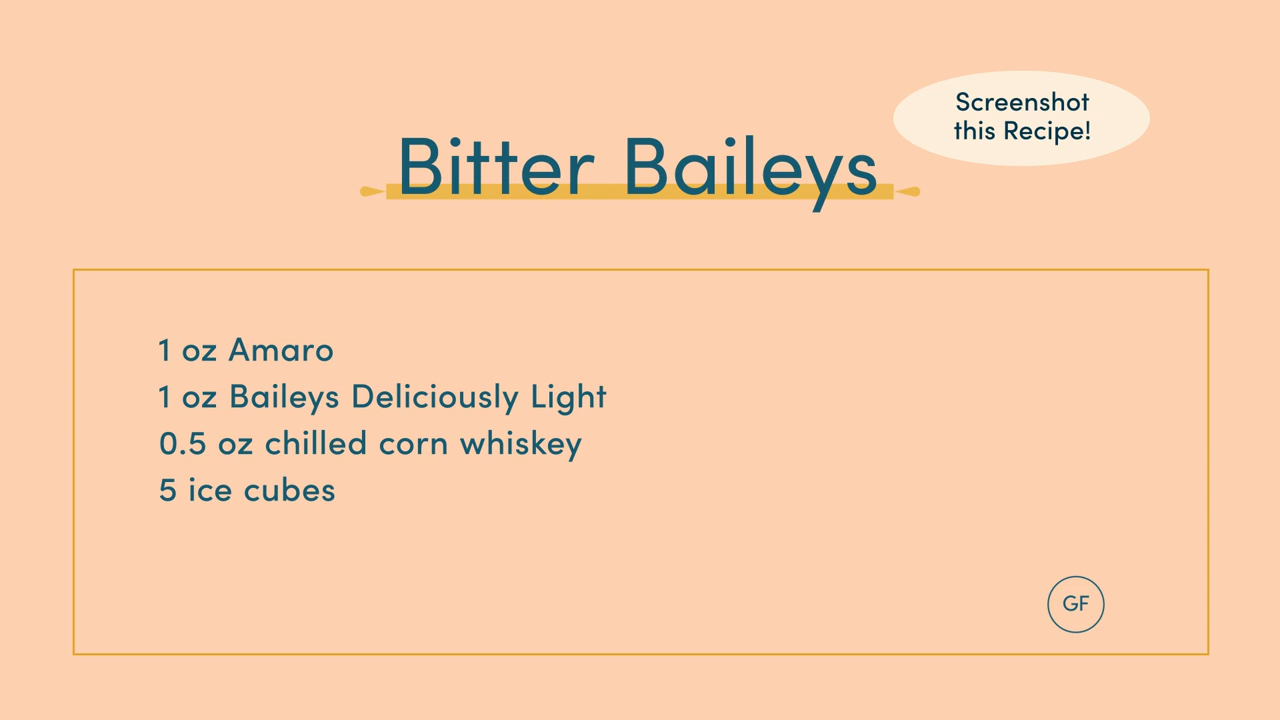 Screenshot
this Recipe!
Bitter Baileys
1 oz Amaro
1 oz Baileys Deliciously Light
0.5 oz chilled corn whiskey
5 ice cubes
GF